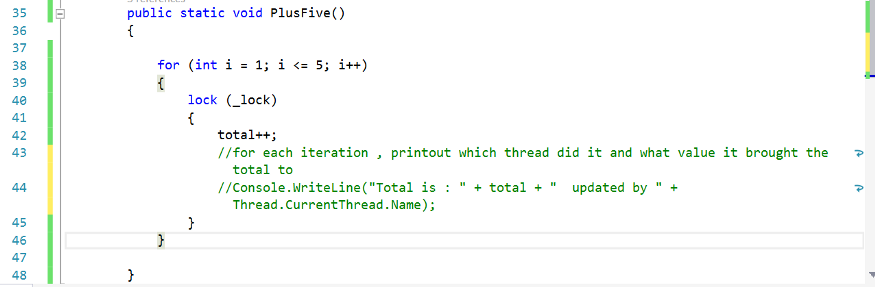 35 public static void PlusFive()
36 {
37
38 for (int i = 1; i <= 5; i++)
39 {
40 lock (_lock)
41 {
42 total++;
43 //for each iteration , printout which thread did it and what value it brought the
total to
44 //Console.WriteLine("Total is : " + total + "  updated by " +
Thread.CurrentThread.Name);
45 }
46 }
47
48 }